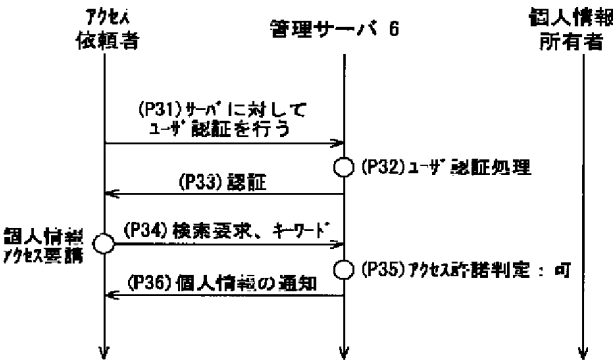 アクセス
依頼者
管理サーバ 6
個人情報
所有者
(P31)サーバに対して
ユーザ認証を行う
(P32)ユーザ認証処理
(P33)認証
個人情報
アクセス要請
(P34)検索要求、キーワード
(P35)アクセス許諾判定：可
(P36)個人情報の通知